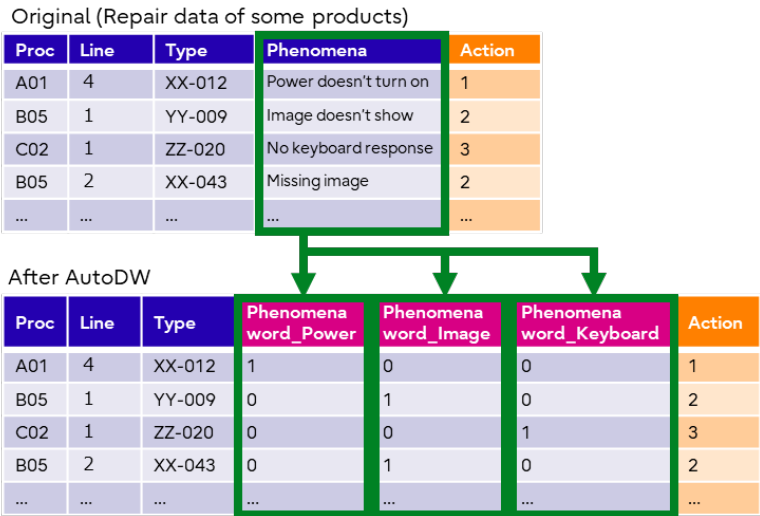 Original (Repair data of some products)
Proc Line Type Phenomena Action
A01 4 XX-012 Power doesn't turn on 1
B05 1 YY-009 Image doesn't show 2
C02 1 ZZ-020 No keyboard response 3
B05 2 XX-043 Missing image 2
... ... ... ... ...
After AutoDW
Proc Line Type Phenomena word_Power Phenomena word_Image Phenomena word_Keyboard Action
A01 4 XX-012 1 0 0 1
B05 1 YY-009 0 1 0 2
C02 1 ZZ-020 0 0 1 3
B05 2 XX-043 0 1 0 2
... ... ... ... ... ... ...